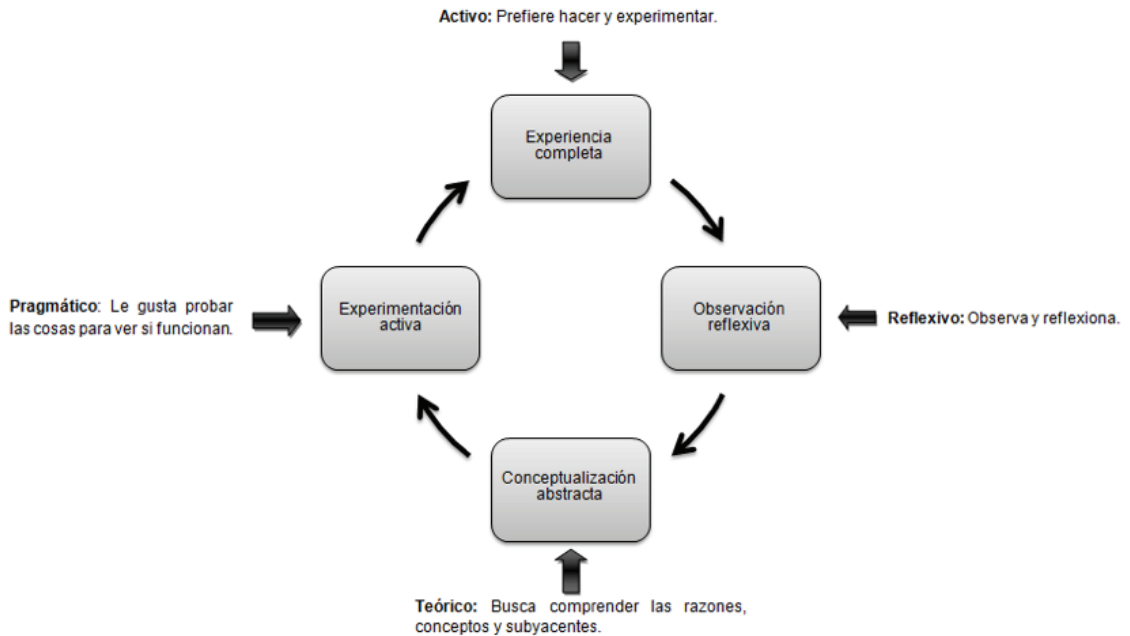 Activo: Prefiere hacer y experimentar.
Experiencia
completa
Pragmático: Le gusta probar
las cosas para ver si funcionan.
Experimentación
activa
Observación
reflexiva
Reflexivo: Observa y reflexiona.
Conceptualización
abstracta
Teórico: Busca comprender las razones,
conceptos y subyacentes.